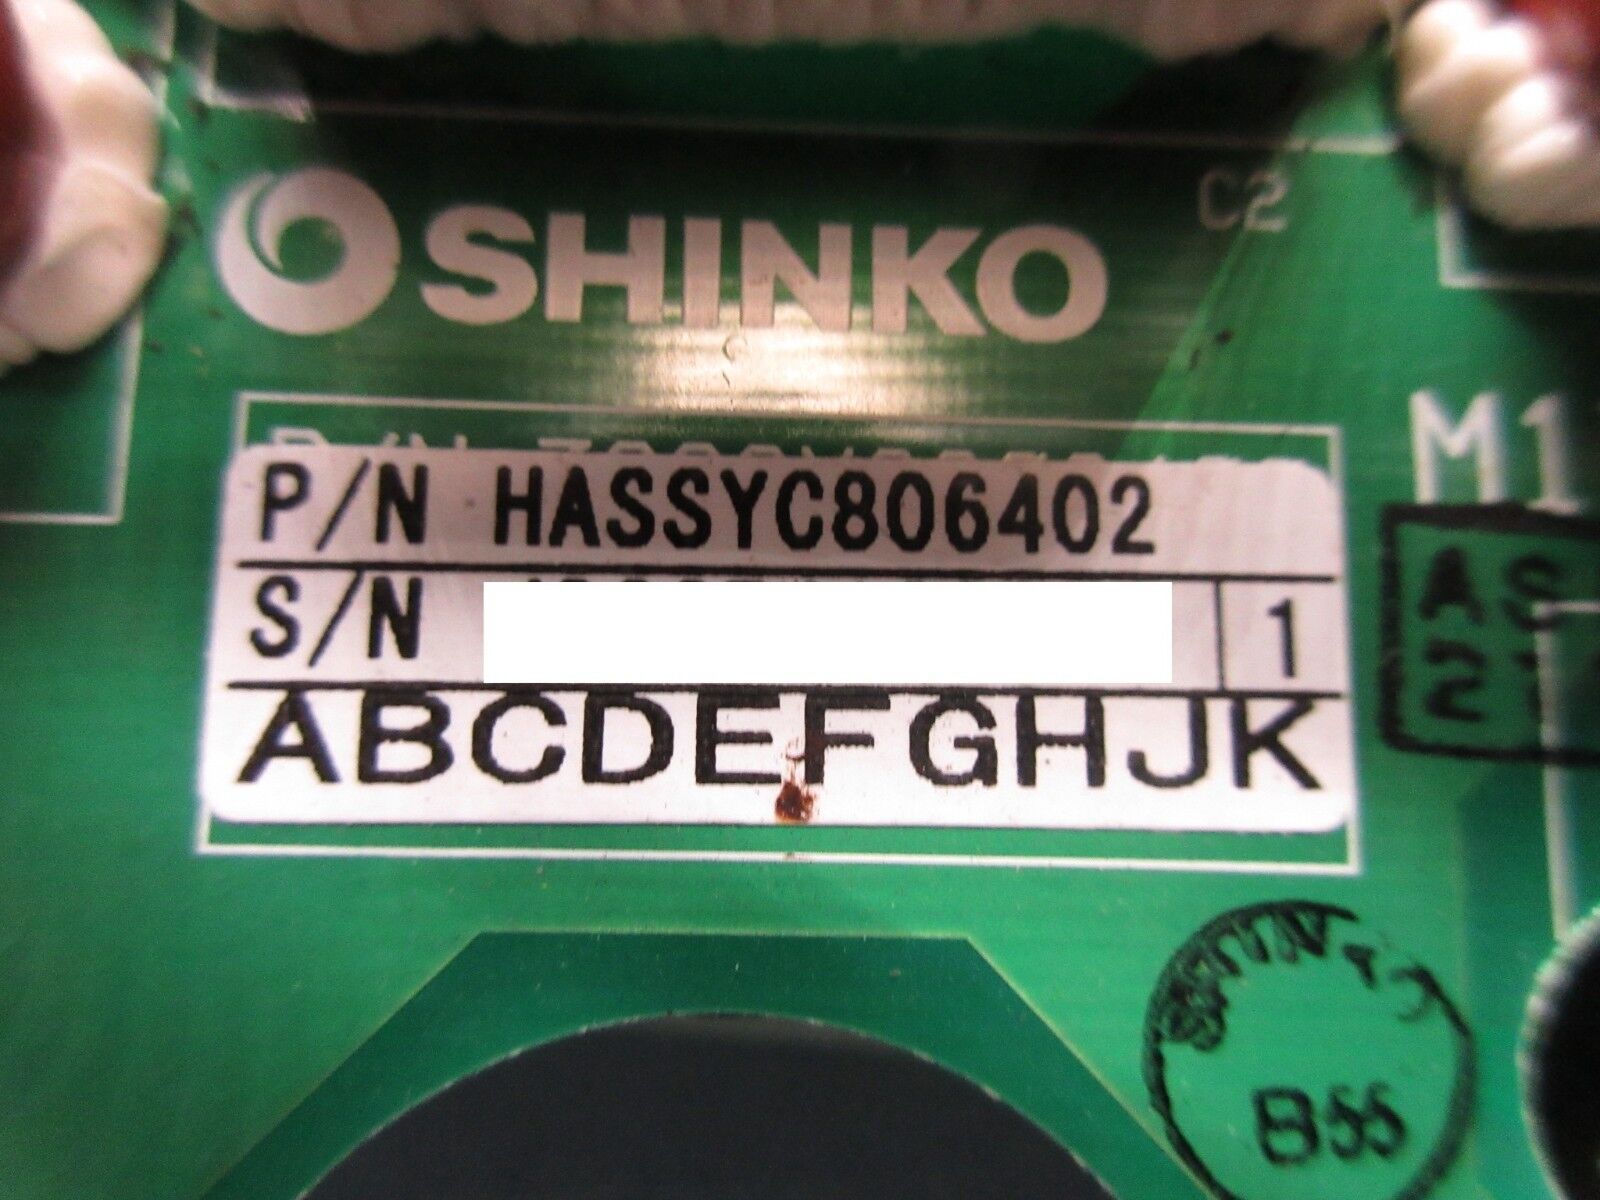 C2
SHINKO
M1
P/N HASSYC806402
S/N 1
ABCDEFGHJK
B55